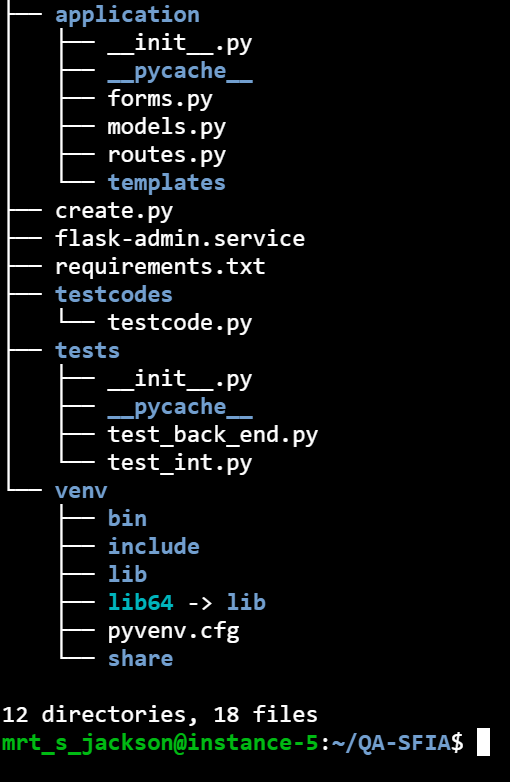 ├── application
│   ├── __init__.py
│   ├── __pycache__
│   ├── forms.py
│   ├── models.py
│   ├── routes.py
│   └── templates
├── create.py
├── flask-admin.service
├── requirements.txt
├── testcodes
│   └── testcode.py
├── tests
│   ├── __init__.py
│   ├── __pycache__
│   ├── test_back_end.py
│   └── test_int.py
└── venv
    ├── bin
    ├── include
    ├── lib
    ├── lib64 -> lib
    ├── pyvenv.cfg
    └── share
12 directories, 18 files
mrt_s_jackson@instance-5:~/QA-SFIA$